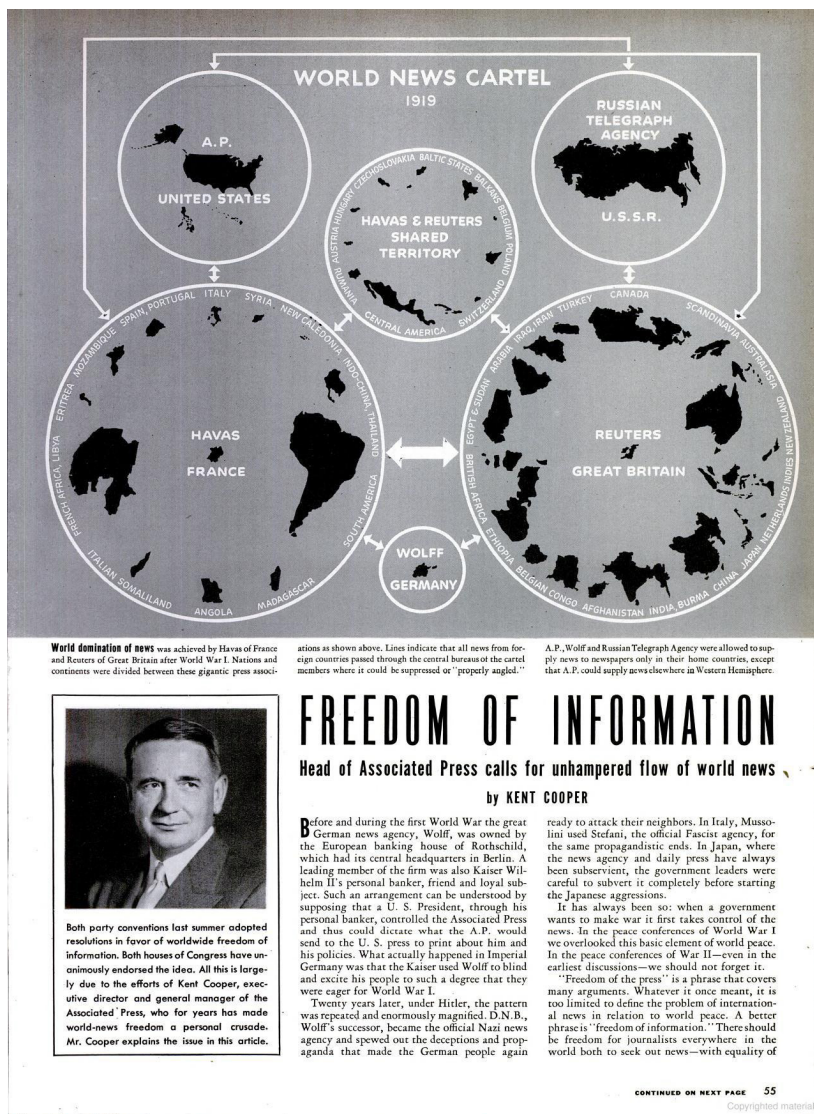 WORLD NEWS CARTEL
1919
A.P.
UNITED STATES
RUSSIAN
TELEGRAPH
AGENCY
U.S.S.R.
RUMANIA AUSTRIA HUNGARY CZECHOSLOVAKIA BALTIC STATES BALKANS BELGIUM POLAND
HAVAS & REUTERS
SHARED
TERRITORY
CENTRAL AMERICA SWITZERLAND
FRENCH AFRICA, LIBYA ERITREA MOZAMBIQUE SPAIN, PORTUGAL ITALY SYRIA NEW CALEDONIA INDO-CHINA, THAILAND
HAVAS
FRANCE
ITALIAN SOMALILAND ANGOLA MADAGASCAR SOUTH AMERICA
EGYPT & SUDAN ARABIA IRAQ, IRAN TURKEY CANADA SCANDINAVIA AUSTRALASIA
REUTERS
GREAT BRITAIN
BRITISH AFRICA ETHIOPIA BELGIAN CONGO AFGHANISTAN INDIA, BURMA CHINA JAPAN NETHERLANDS INDIES NEW ZEALAND
WOLFF
GERMANY
World domination of news was achieved by Havas of France
and Reuters of Great Britain after World War I. Nations and
continents were divided between these gigantic press associ-
ations as shown above. Lines indicate that all news from for-
eign countries passed through the central bureaus of the cartel
members where it could be suppressed or "properly angled."
A.P., Wolff and Russian Telegraph Agency were allowed to sup-
ply news to newspapers only in their home countries, except
that A.P. could supply news elsewhere in Western Hemisphere.
Both party conventions last summer adopted
resolutions in favor of worldwide freedom of
information. Both houses of Congress have un-
animously endorsed the idea. All this is large-
ly due to the efforts of Kent Cooper, exec-
utive director and general manager of the
Associated Press, who for years has made
world-news freedom a personal crusade.
Mr. Cooper explains the issue in this article.
FREEDOM OF INFORMATION
Head of Associated Press calls for unhampered flow of world news
by KENT COOPER
Before and during the first World War the great
German news agency, Wolff, was owned by
the European banking house of Rothschild,
which had its central headquarters in Berlin. A
leading member of the firm was also Kaiser Wil-
helm II's personal banker, friend and loyal sub-
ject. Such an arrangement can be understood by
supposing that a U. S. President, through his
personal banker, controlled the Associated Press
and thus could dictate what the A.P. would
send to the U. S. press to print about him and
his policies. What actually happened in Imperial
Germany was that the Kaiser used Wolff to blind
and excite his people to such a degree that they
were eager for World War I.
Twenty years later, under Hitler, the pattern
was repeated and enormously magnified. D.N.B.,
Wolff's successor, became the official Nazi news
agency and spewed out the deceptions and prop-
aganda that made the German people again
ready to attack their neighbors. In Italy, Musso-
lini used Stefani, the official Fascist agency, for
the same propagandistic ends. In Japan, where
the news agency and daily press have always
been subservient, the government leaders were
careful to subvert it completely before starting
the Japanese aggressions.
It has always been so: when a government
wants to make war it first takes control of the
news. In the peace conferences of World War I
we overlooked this basic element of world peace.
In the peace conferences of War II—even in the
earliest discussions—we should not forget it.
"Freedom of the press" is a phrase that covers
many arguments. Whatever it once meant, it is
too limited to define the problem of internation-
al news in relation to world peace. A better
phrase is "freedom of information." There should
be freedom for journalists everywhere in the
world both to seek out news—with equality of
CONTINUED ON NEXT PAGE 55
Copyrighted material